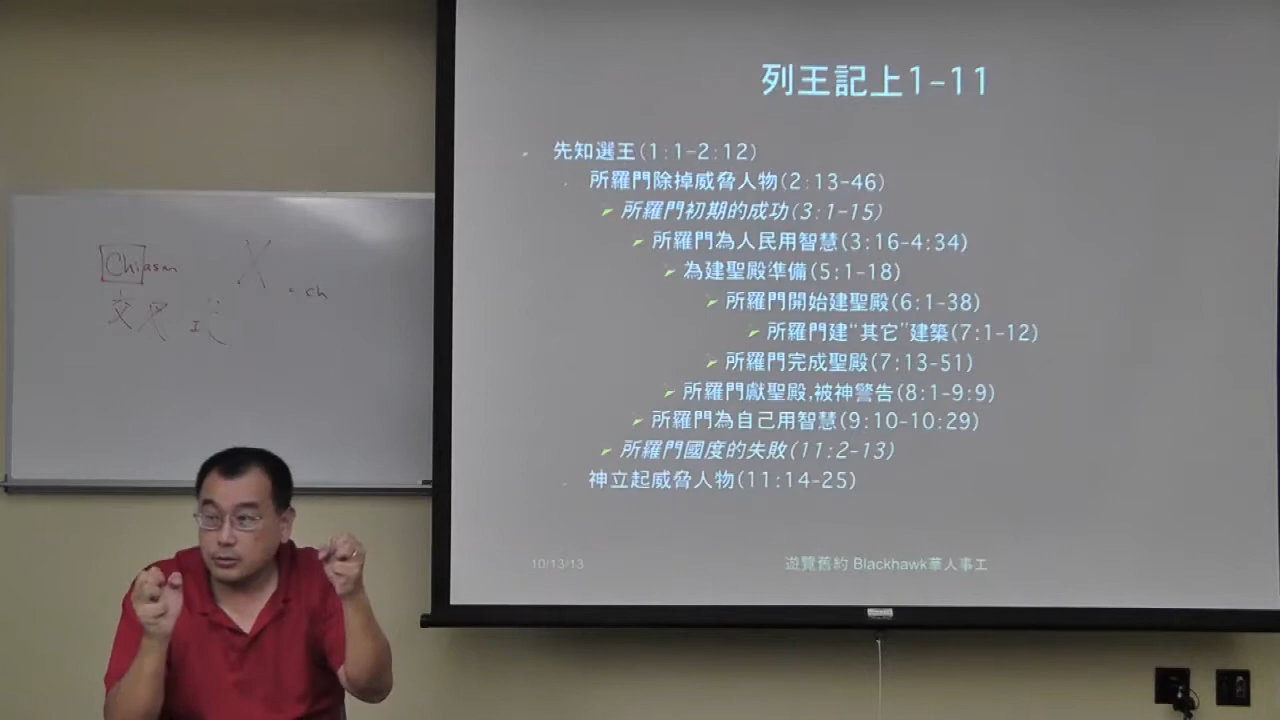 列王記上1-11
先知選王(1:1-2:12)
所羅門除掉威脅人物(2:13-46)
所羅門初期的成功(3:1-15)
所羅門為人民用智慧(3:16-4:34)
為建聖殿準備(5:1-18)
所羅門開始建聖殿(6:1-38)
所羅門建“其它”建築(7:1-12)
所羅門完成聖殿(7:13-51)
所羅門獻聖殿,被神警告(8:1-9:9)
所羅門為自己用智慧(9:10-10:29)
所羅門國度的失敗(11:2-13)
神立起威脅人物(11:14-25)
10/13/13 遊覽舊約 Blackhawk華人事工
Chiasm X ch
交叉式